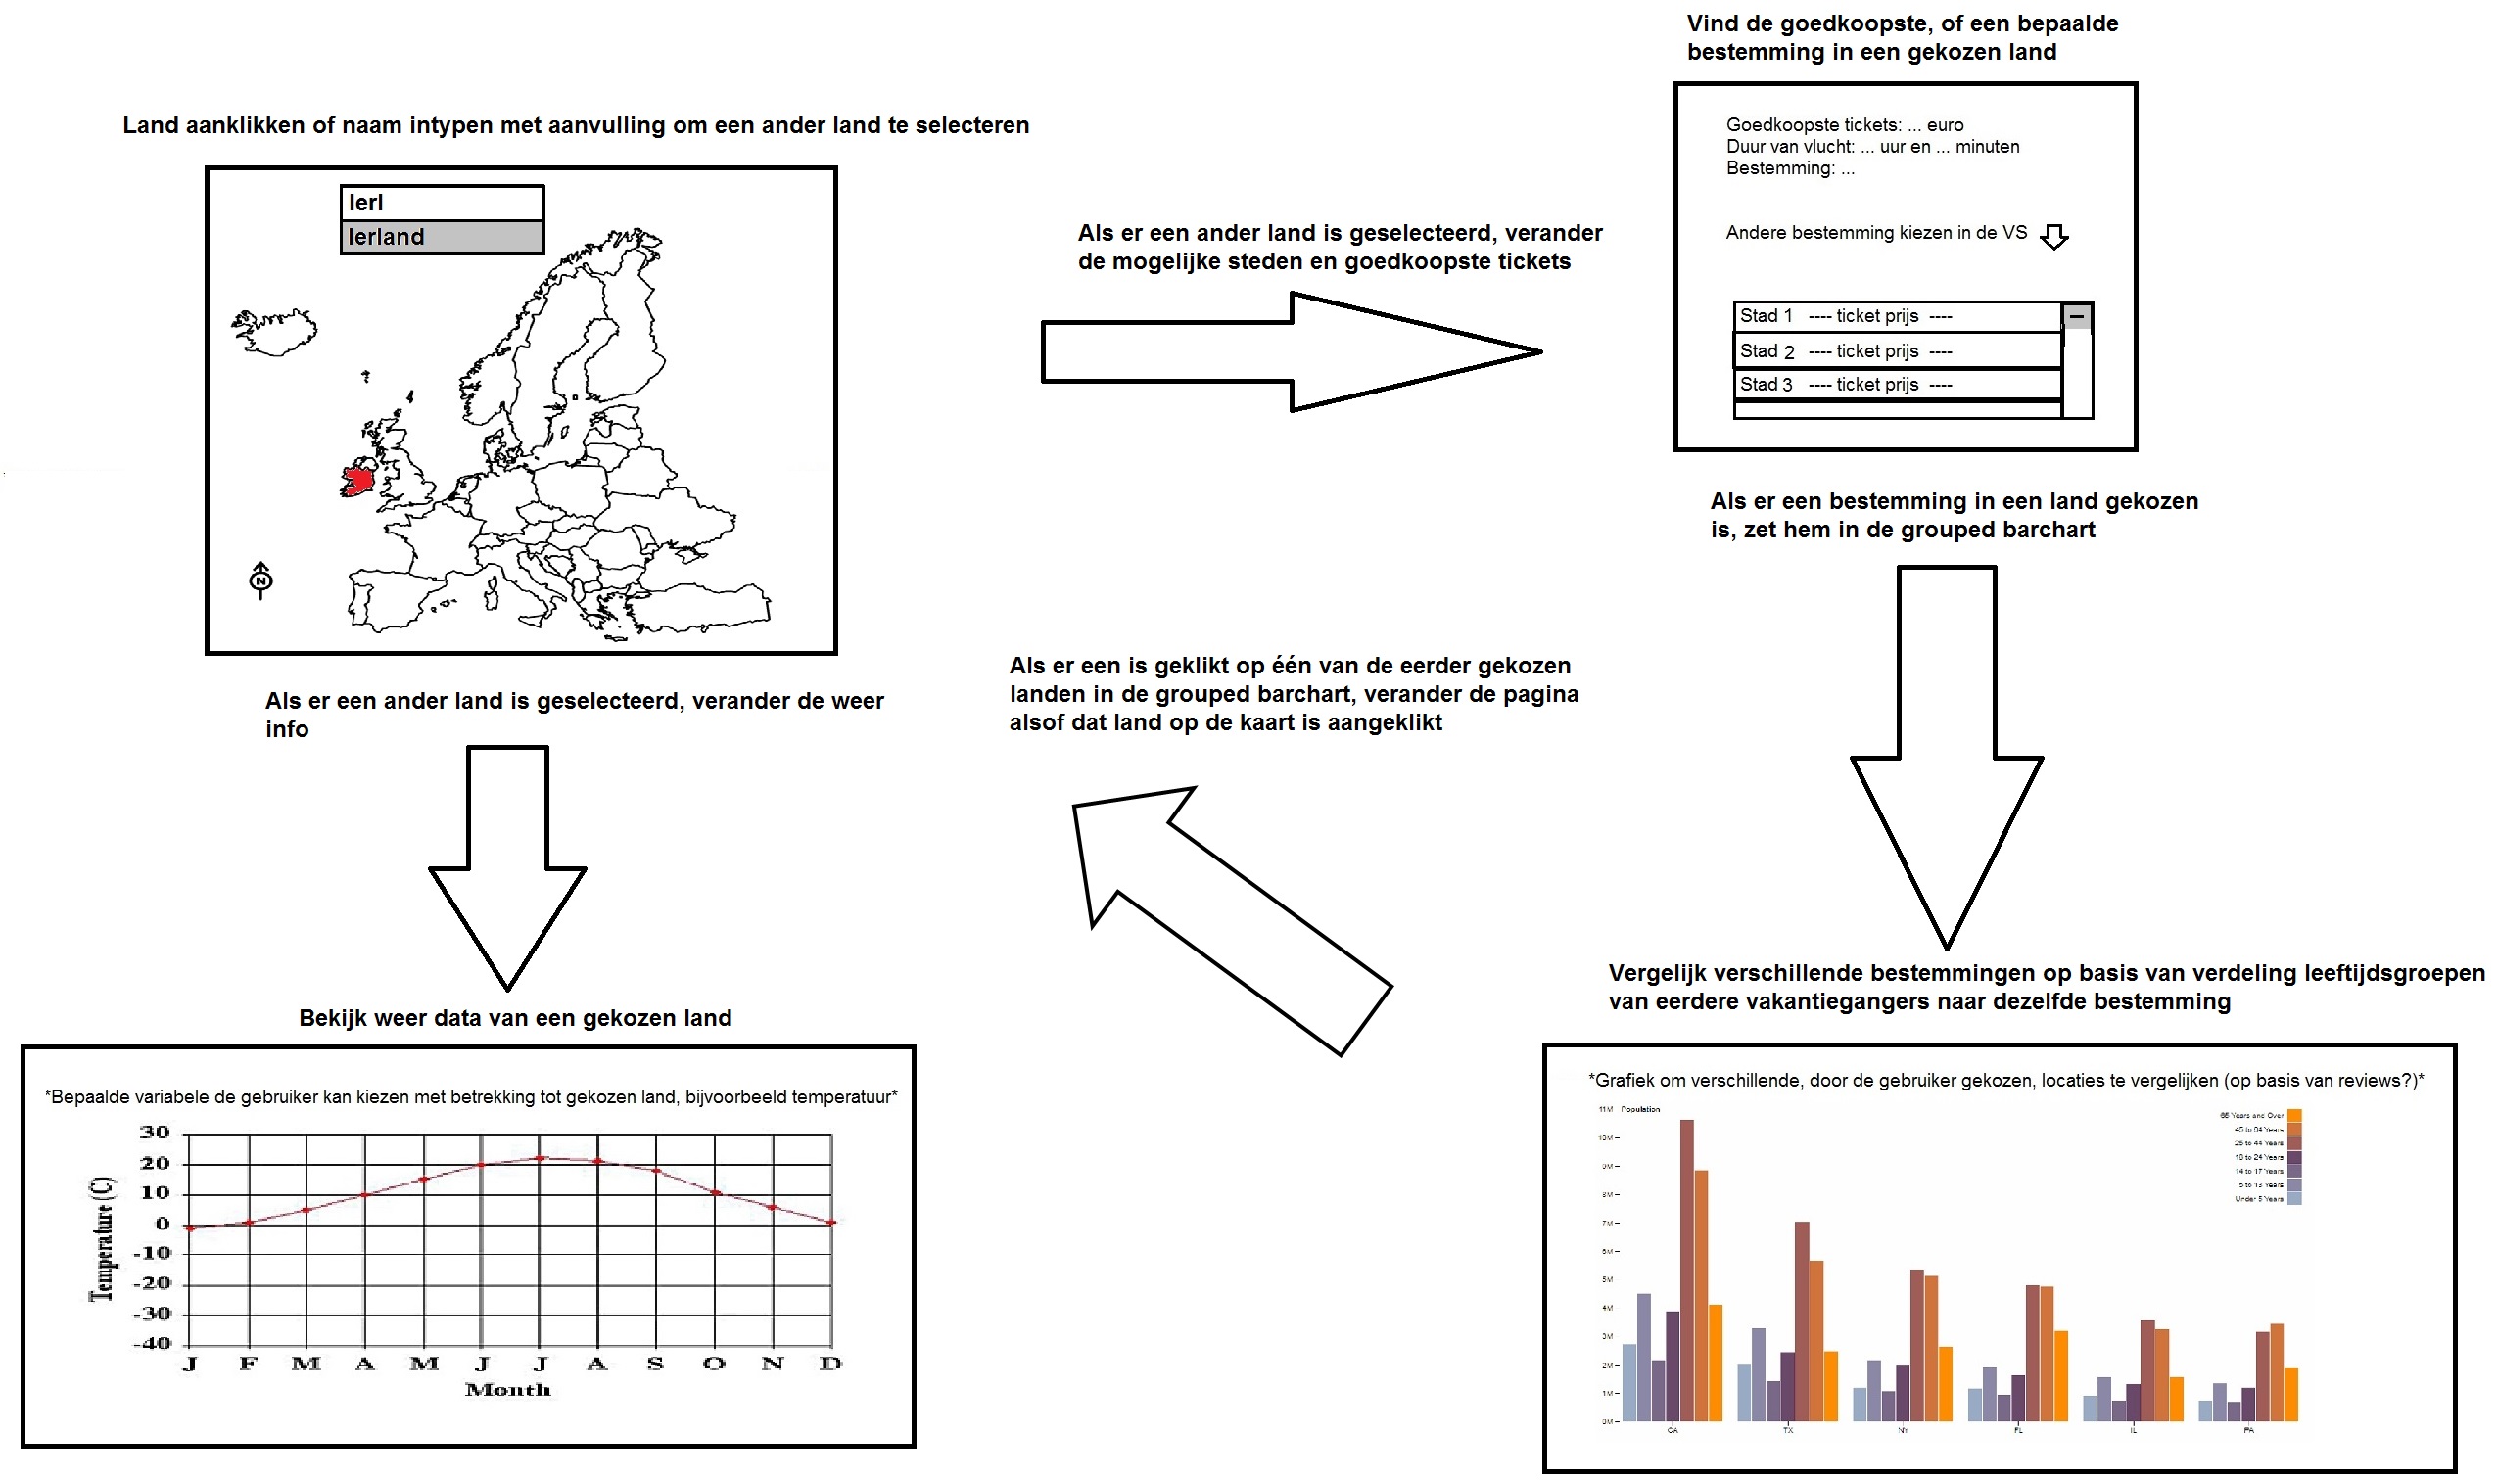 Vind de goedkoopste, of een bepaalde
bestemming in een gekozen land
Land aanklikken of naam intypen met aanvulling om een ander land te selecteren
Ierl
Ierland
N
Als er een ander land is geselecteerd, verander
de mogelijke steden en goedkoopste tickets
Goedkoopste tickets: ... euro
Duur van vlucht: ... uur en ... minuten
Bestemming: ...
Andere bestemming kiezen in de VS
Stad 1 ---- ticket prijs ----
Stad 2 ---- ticket prijs ----
Stad 3 ---- ticket prijs ----
Als er een bestemming in een land gekozen
is, zet hem in de grouped barchart
Als er een is geklikt op één van de eerder gekozen
landen in de grouped barchart, verander de pagina
alsof dat land op de kaart is aangeklikt
Als er een ander land is geselecteerd, verander de weer
info
Bekijk weer data van een gekozen land
*Bepaalde variabele de gebruiker kan kiezen met betrekking tot gekozen land, bijvoorbeeld temperatuur*
30
20
10
0
-10
-20
-30
-40
Temperature (C)
J F M A M J J A S O N D
Month
Vergelijk verschillende bestemmingen op basis van verdeling leeftijdsgroepen
van eerdere vakantiegangers naar dezelfde bestemming
*Grafiek om verschillende, door de gebruiker gekozen, locaties te vergelijken (op basis van reviews?)*
11M Population
10M
9M
8M
7M
6M
5M
4M
3M
2M
1M
0M
65 Years and Over
45 to 64 Years
25 to 44 Years
18 to 24 Years
14 to 17 Years
5 to 13 Years
Under 5 Years
CA TX NY FL IL PA